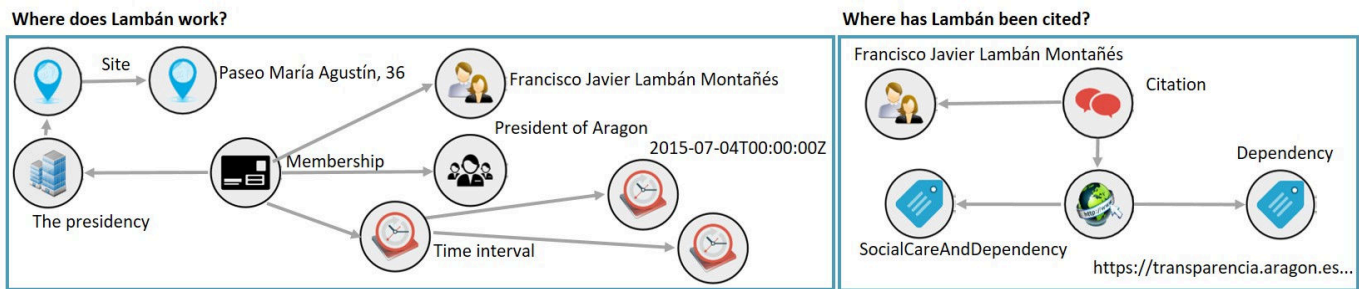 Where does Lambán work?
Site
Paseo María Agustín, 36
Francisco Javier Lambán Montañés
President of Aragon
2015-07-04T00:00:00Z
Membership
The presidency
Time interval
Where has Lambán been cited?
Francisco Javier Lambán Montañés
Citation
Dependency
http://www
SocialCareAndDependency
https://transparencia.aragon.es...